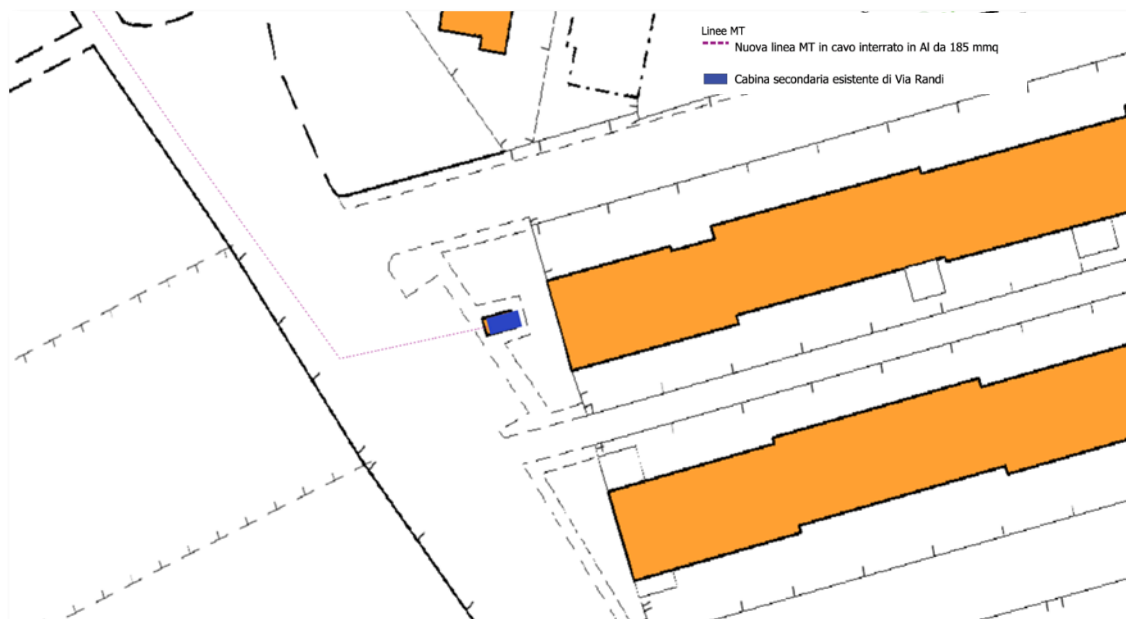 Linee MT
Nuova linea MT in cavo interrato in Al da 185 mmq
Cabina secondaria esistente di Via Randi